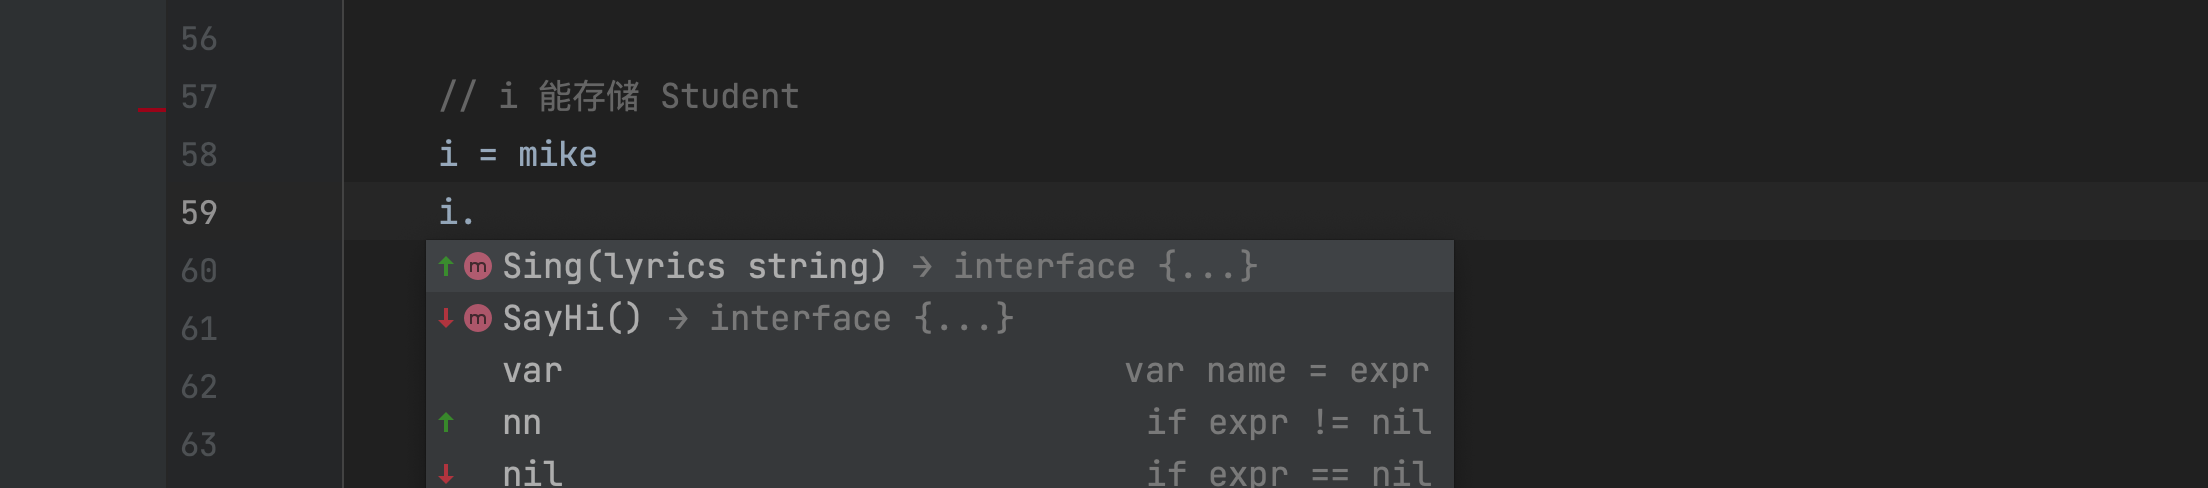 56
57 // i 能存储 Student
58 i = mike
59 i.
60 m Sing(lyrics string) → interface {...}
61 m SayHi() → interface {...}
62 var var name = expr
nn if expr != nil
63 nil if expr == nil